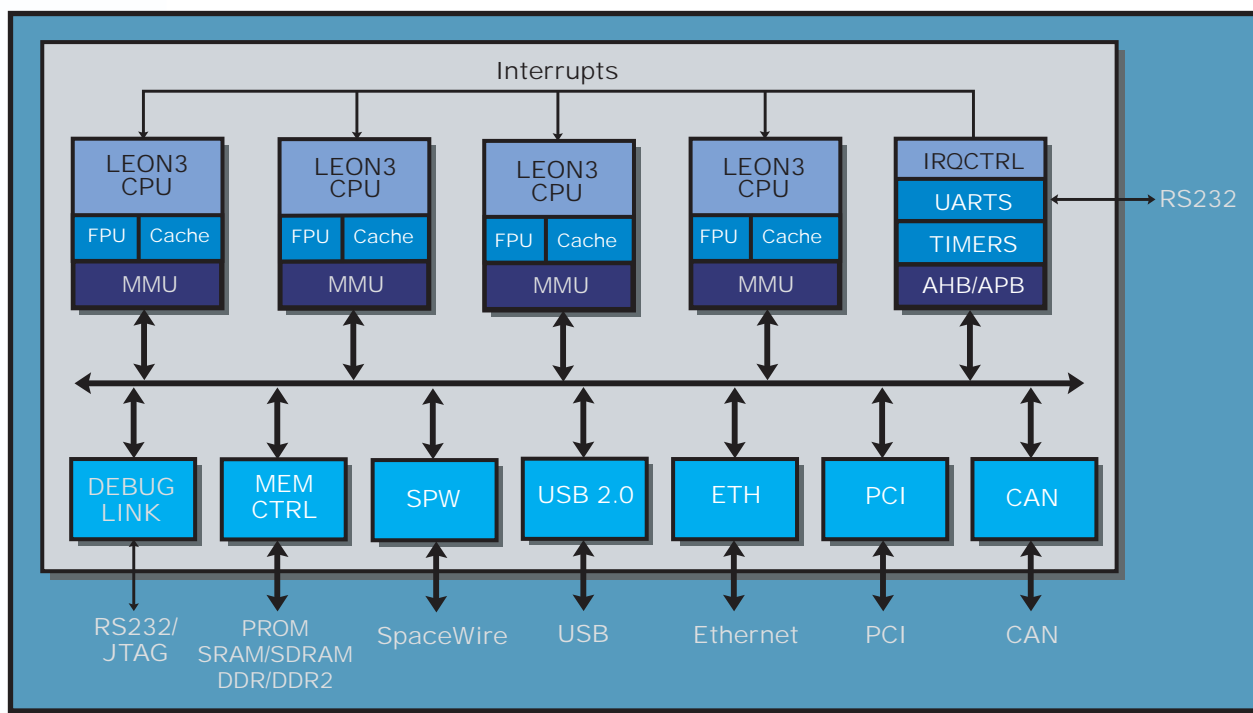 Interrupts
LEON3
CPU
FPU
Cache
MMU
LEON3
CPU
FPU
Cache
MMU
LEON3
CPU
FPU
Cache
MMU
LEON3
CPU
FPU
Cache
MMU
IRQCTRL
UARTS
TIMERS
AHB/APB
RS232
DEBUG
LINK
MEM
CTRL
SPW
USB 2.0
ETH
PCI
CAN
RS232/
JTAG
PROM
SRAM/SDRAM
DDR/DDR2
SpaceWire
USB
Ethernet
PCI
CAN